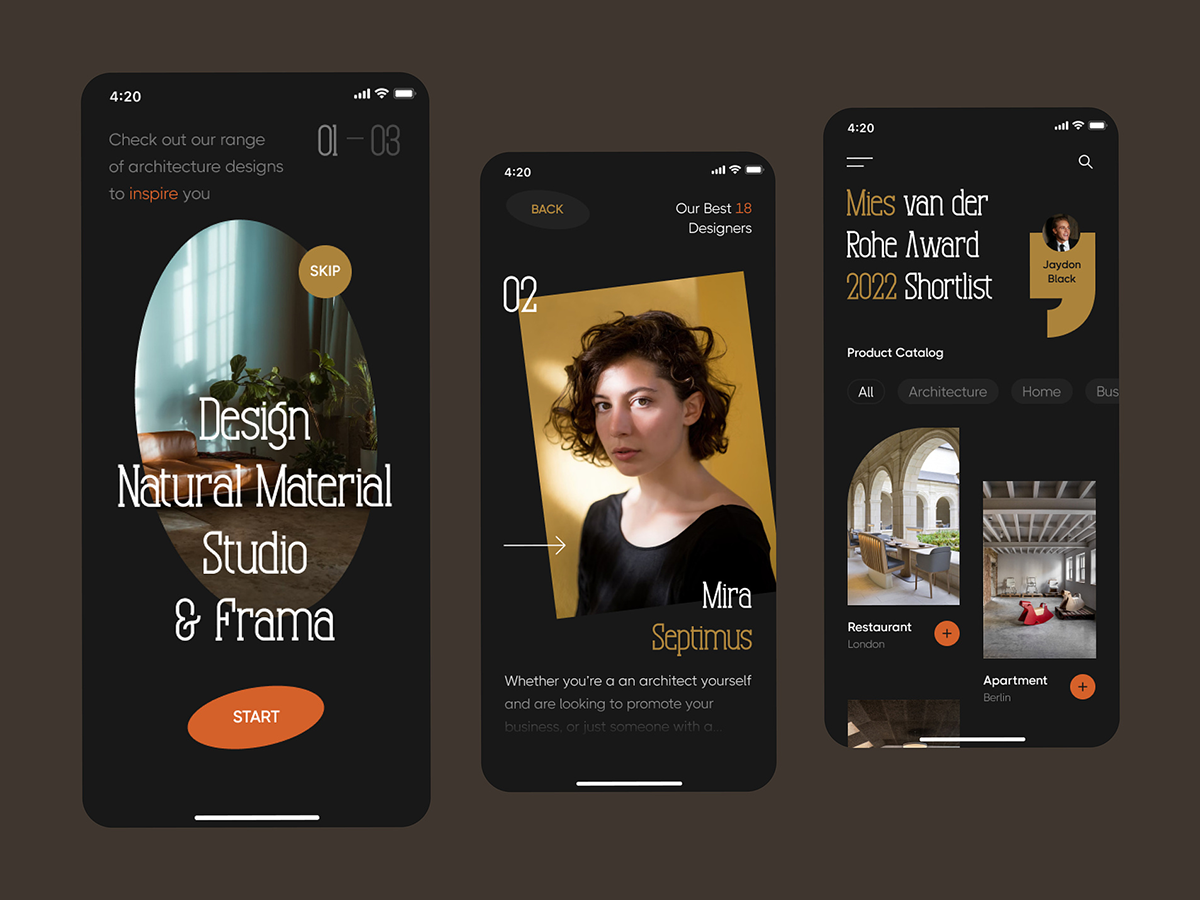 4:20
Check out our range
of architecture designs
to inspire you
01 — 03
SKIP
Design
Natural Material
Studio
& Frama
START
4:20
BACK
Our Best 18
Designers
02
Mira
Septimus
Whether you're a an architect yourself
and are looking to promote your
business, or just someone with a...
4:20
Mies van der
Rohe Award
2022 Shortlist
Jaydon
Black
Product Catalog
All
Architecture
Home
Bus
Restaurant
London
+
Apartment
Berlin
+